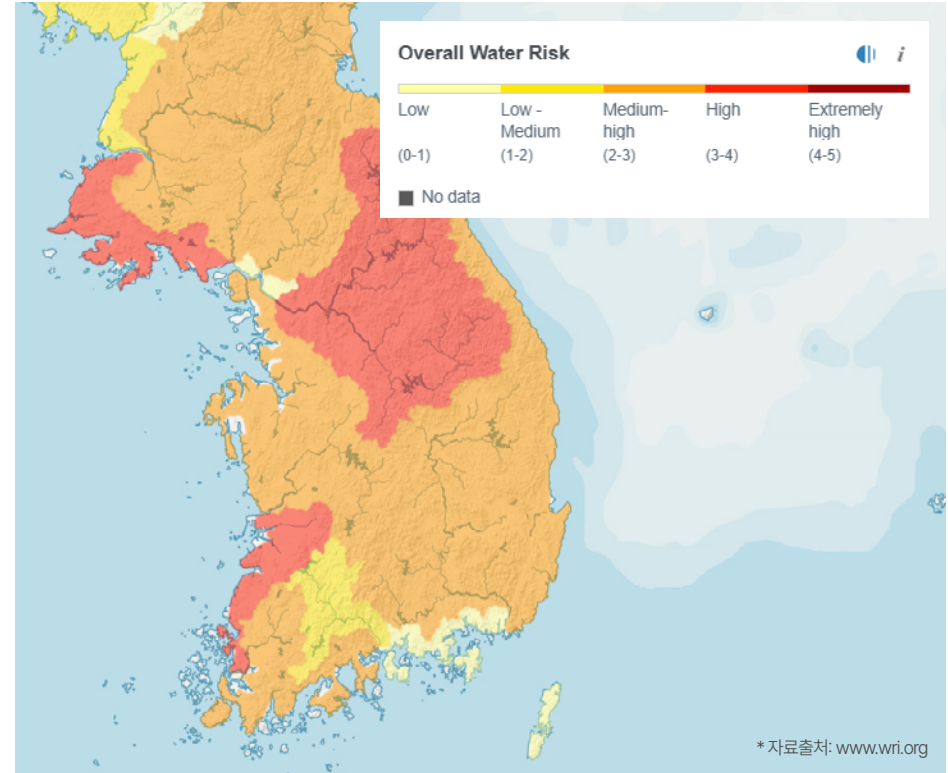 Overall Water Risk
i
Low
Low -
Medium
Medium-
high
High
Extremely
high
(0-1)
(1-2)
(2-3)
(3-4)
(4-5)
No data
* 자료출처: www.wri.org